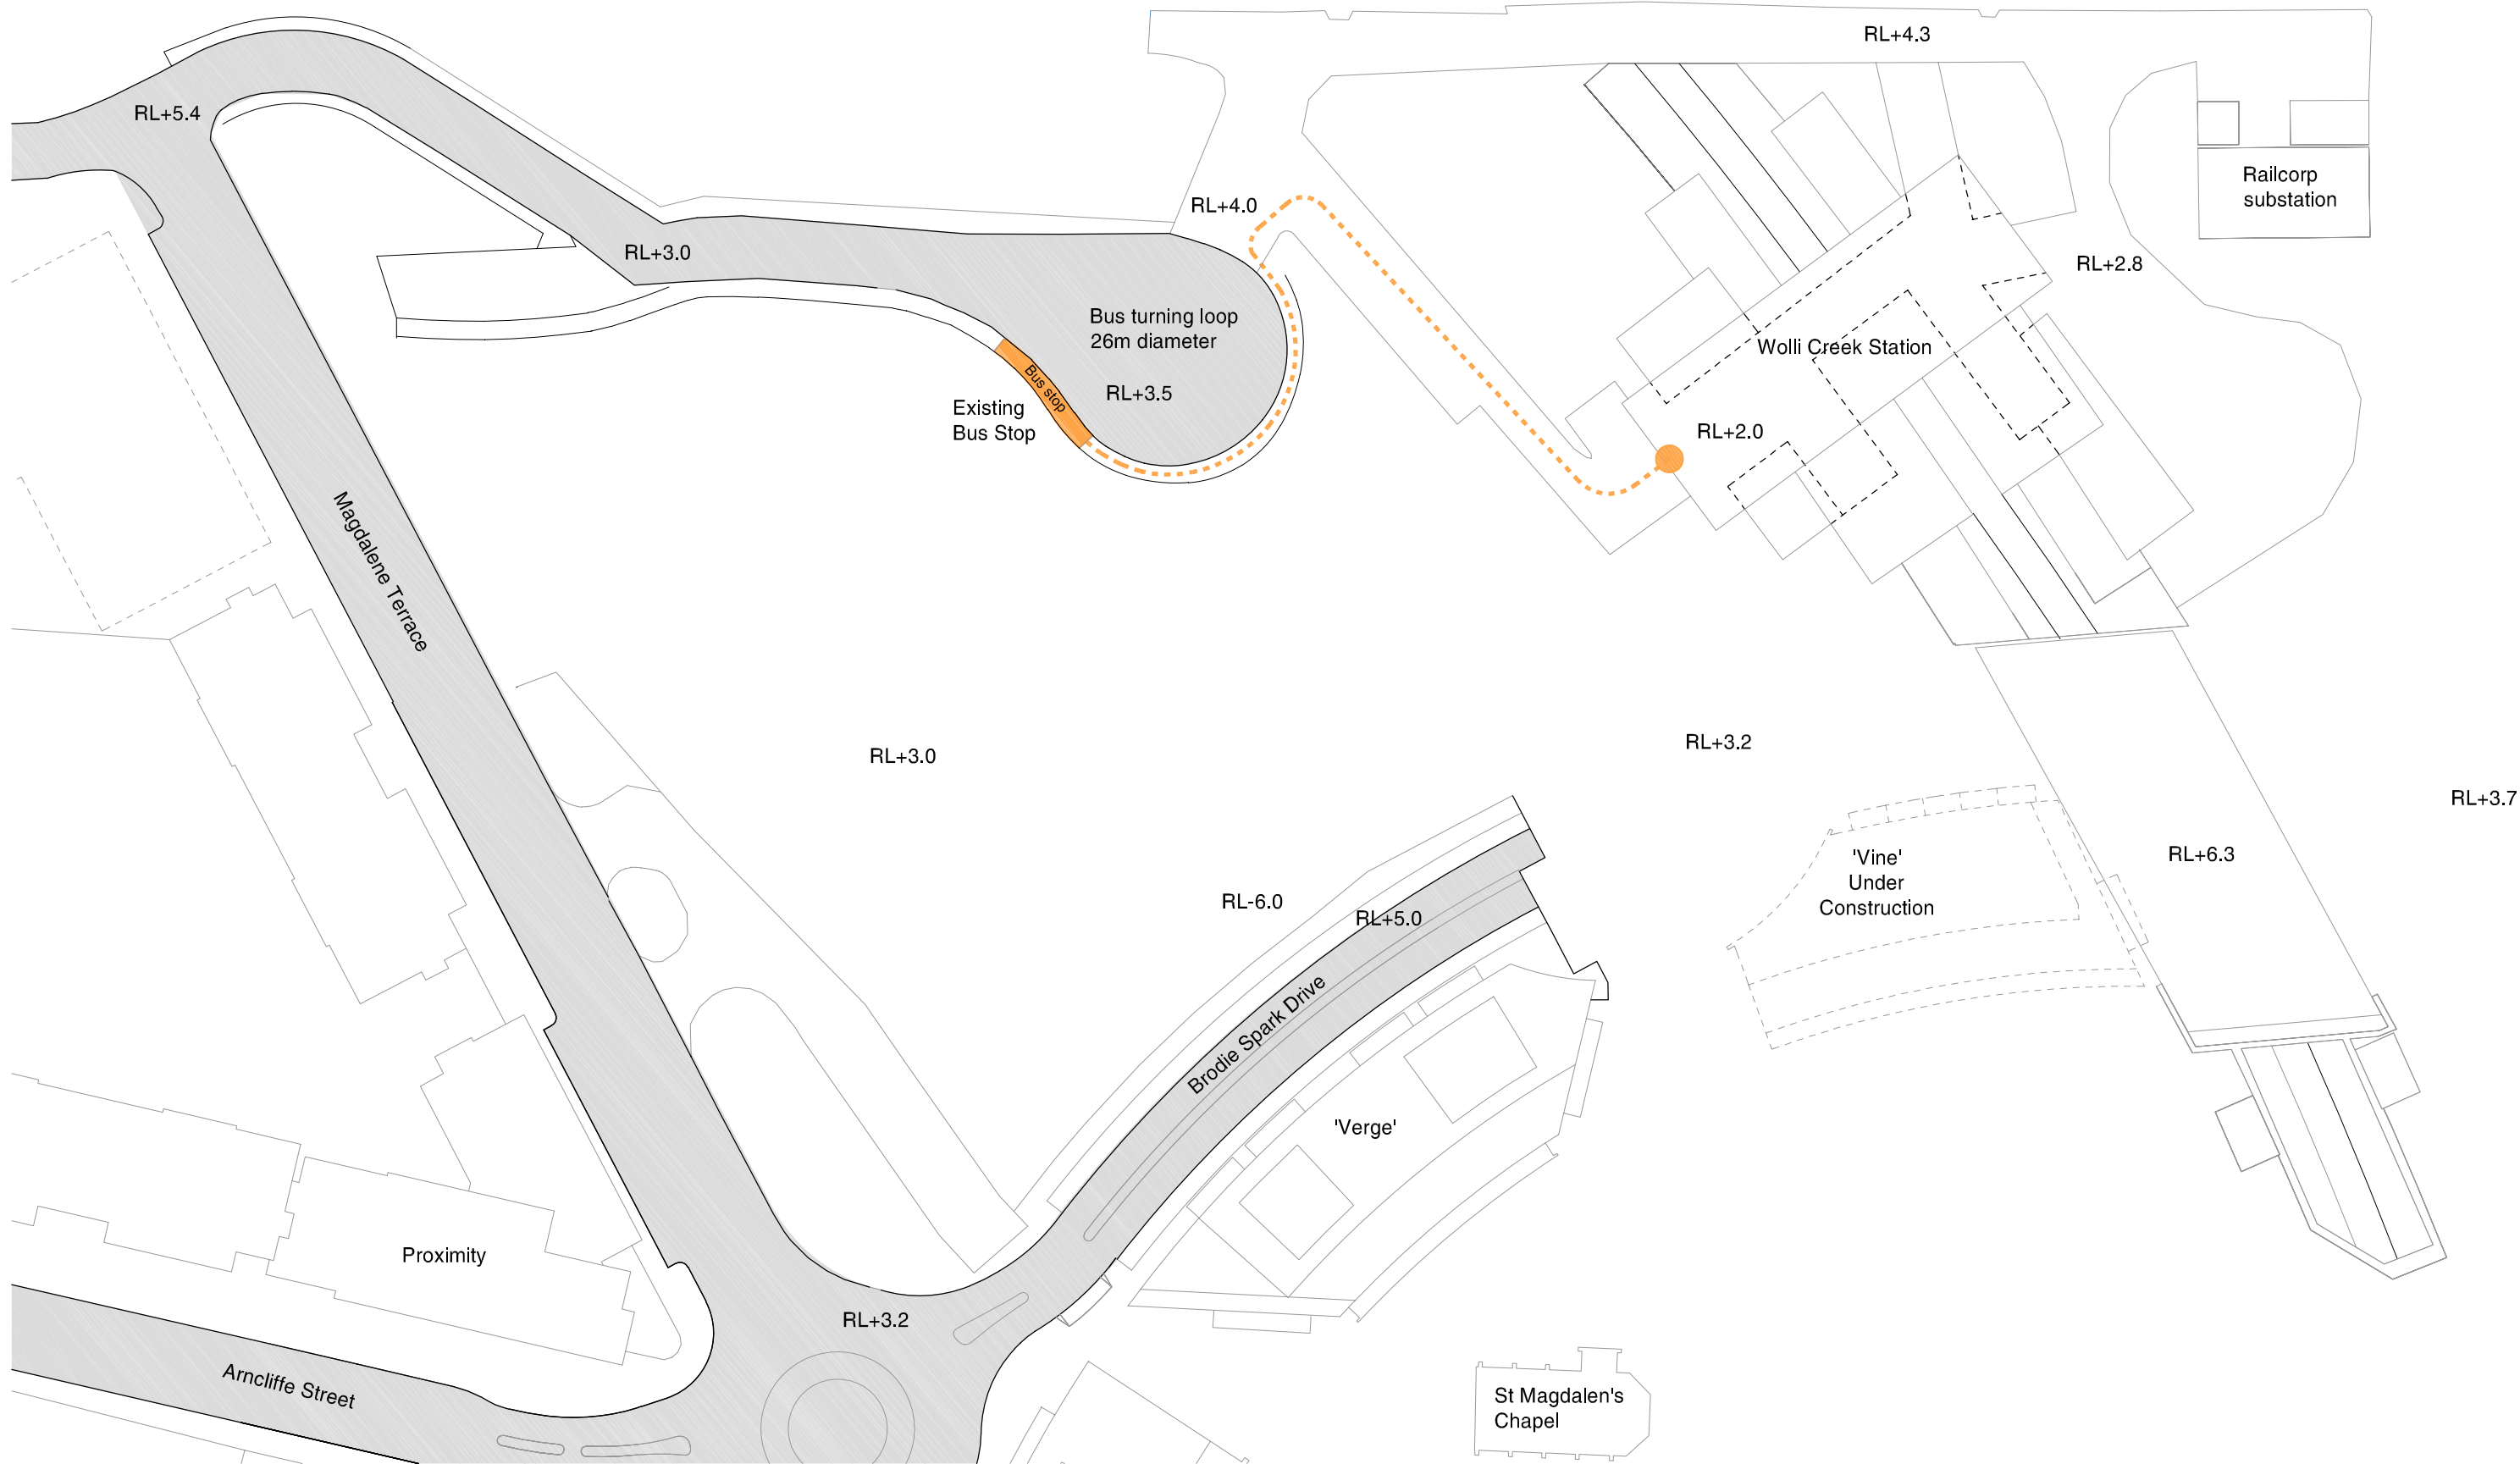 RL+4.3
RL+5.4
Railcorp
substation
RL+4.0
RL+3.0
RL+2.8
Bus turning loop
26m diameter
Wolli Creek Station
Bus stop
RL+3.5
Existing
Bus Stop
RL+2.0
Magdalene Terrace
RL+3.0
RL+3.2
RL+3.7
'Vine'
Under
Construction
RL+6.3
RL-6.0
RL+5.0
Brodie Spark Drive
'Verge'
Proximity
RL+3.2
Arncliffe Street
St Magdalen's
Chapel